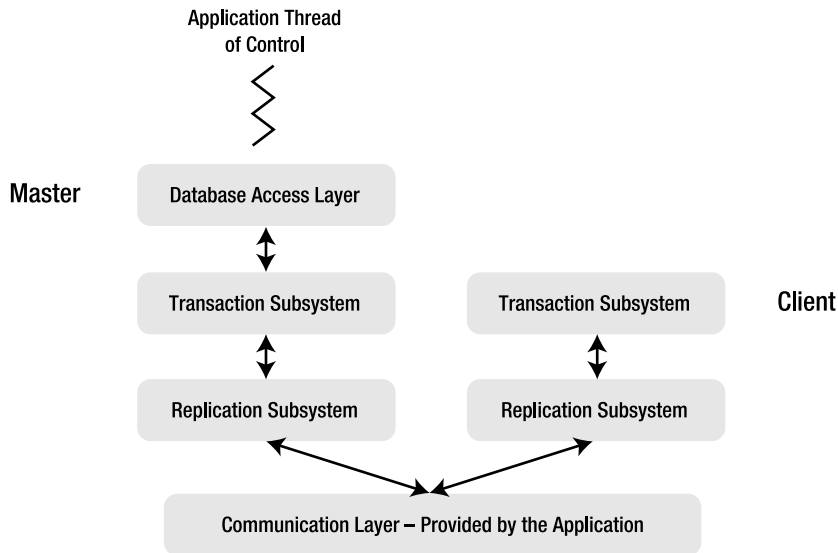 Application Thread
of Control
Master
Database Access Layer
Transaction Subsystem
Transaction Subsystem
Client
Replication Subsystem
Replication Subsystem
Communication Layer – Provided by the Application